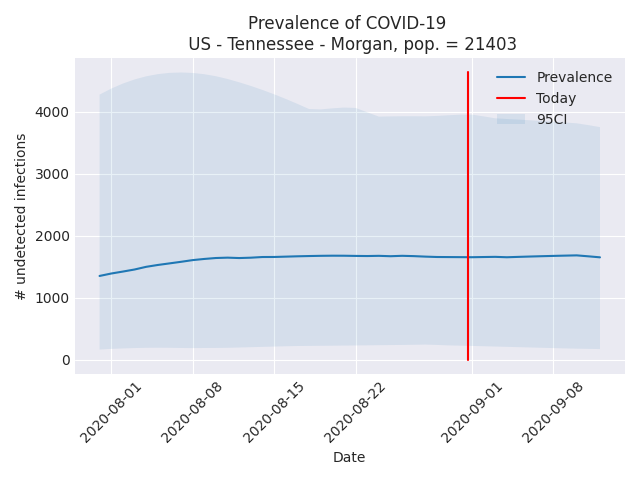 Prevalence of COVID-19
US - Tennessee - Morgan, pop. = 21403
Prevalence
Today
95CI
# undetected infections
4000
3000
2000
1000
0
2020-08-01
2020-08-08
2020-08-15
2020-08-22
2020-09-01
2020-09-08
Date